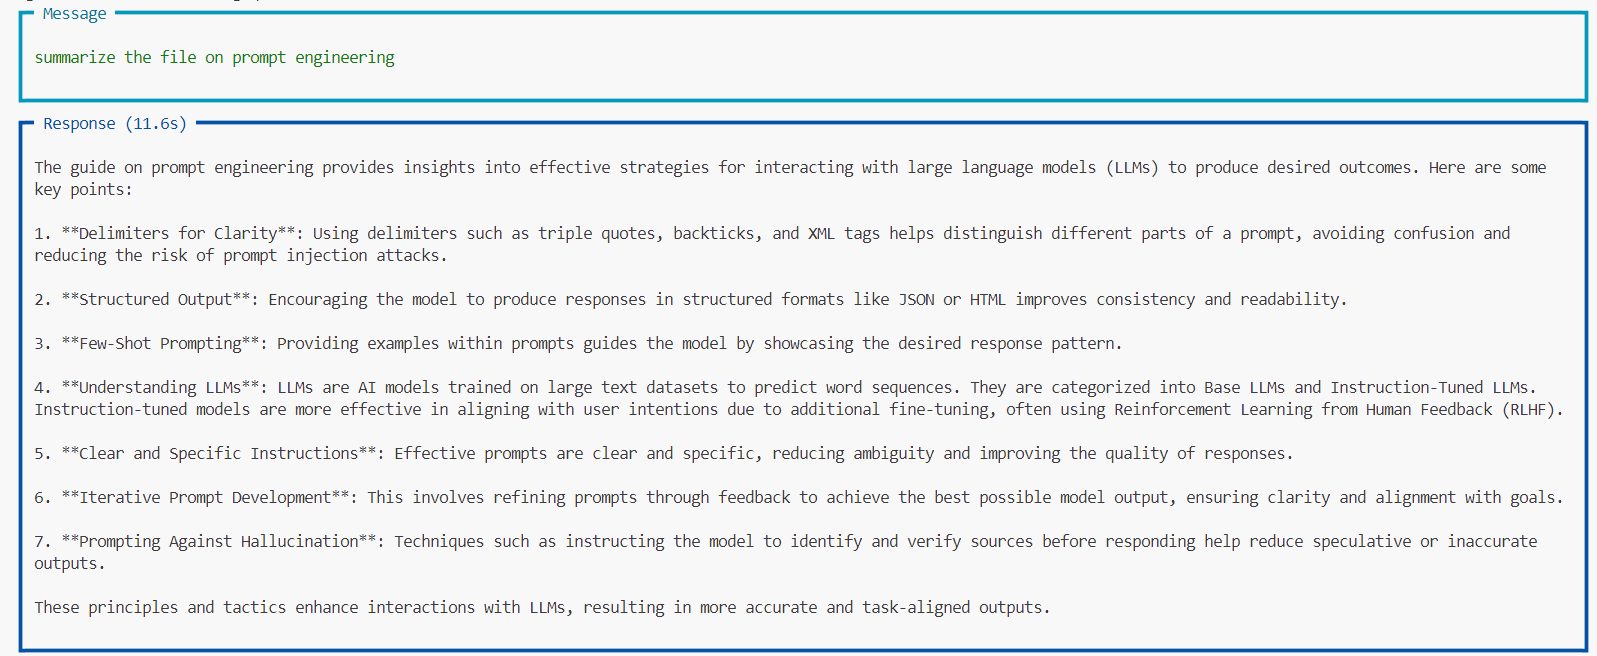 Message
summarize the file on prompt engineering
Response (11.6s)
The guide on prompt engineering provides insights into effective strategies for interacting with large language models (LLMs) to produce desired outcomes. Here are some
key points:
1. **Delimiters for Clarity**: Using delimiters such as triple quotes, backticks, and XML tags helps distinguish different parts of a prompt, avoiding confusion and
reducing the risk of prompt injection attacks.
2. **Structured Output**: Encouraging the model to produce responses in structured formats like JSON or HTML improves consistency and readability.
3. **Few-Shot Prompting**: Providing examples within prompts guides the model by showcasing the desired response pattern.
4. **Understanding LLMs**: LLMs are AI models trained on large text datasets to predict word sequences. They are categorized into Base LLMs and Instruction-Tuned LLMs.
Instruction-tuned models are more effective in aligning with user intentions due to additional fine-tuning, often using Reinforcement Learning from Human Feedback (RLHF).
5. **Clear and Specific Instructions**: Effective prompts are clear and specific, reducing ambiguity and improving the quality of responses.
6. **Iterative Prompt Development**: This involves refining prompts through feedback to achieve the best possible model output, ensuring clarity and alignment with goals.
7. **Prompting Against Hallucination**: Techniques such as instructing the model to identify and verify sources before responding help reduce speculative or inaccurate
outputs.
These principles and tactics enhance interactions with LLMs, resulting in more accurate and task-aligned outputs.